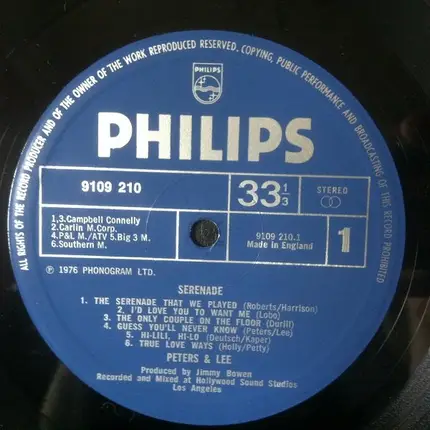 ALL RIGHTS OF THE RECORD PRODUCER AND OF THE OWNER OF THE WORK REPRODUCED RESERVED. COPYING, PUBLIC PERFORMANCE AND BROADCASTING OF THIS RECORD PROHIBITED
PHILIPS
PHILIPS
9109 210
33 1/3
STEREO
1,3.Campbell Connelly
2.Carlin M.Corp.
4.P&L M./ATV 5.Big 3 M.
6.Southern M.
9109 210.1
Made in England
1
℗ 1976 PHONOGRAM LTD.
SERENADE
1. THE SERENADE THAT WE PLAYED (Roberts/Harrison)
2. I'D LOVE YOU TO WANT ME (Lobo)
3. THE ONLY COUPLE ON THE FLOOR (Durill)
4. GUESS YOU'LL NEVER KNOW (Peters/Lee)
5. HI-LILI, HI-LO (Deutsch/Kaper)
6. TRUE LOVE WAYS (Holly/Petty)
PETERS & LEE
Produced by Jimmy Bowen
Recorded and Mixed at Hollywood Sound Studios
Los Angeles